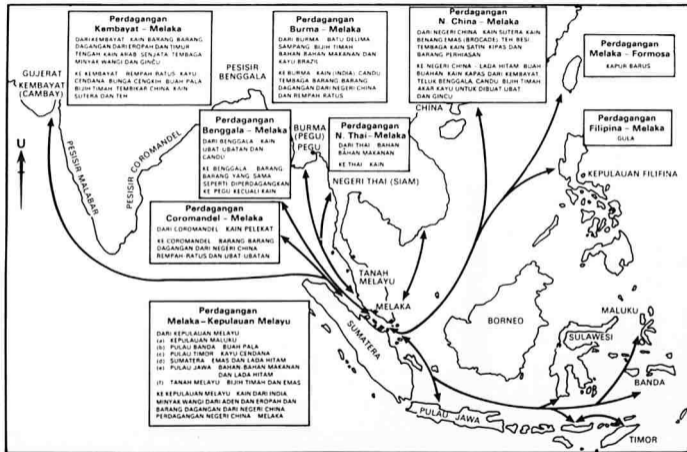 Perdagangan
Kembayat – Melaka
DARI KEMBAYAT KAIN BARANG BARANG
DAGANGAN DARI EROPAH DAN TIMUR
TENGAH KAIN ARAB SENJATA TEMBAGA
MINYAK WANGI DAN GINCU
KE KEMBAYAT REMPAH RATUS KAYU
CENDANA BUNGA CENGKIH BUAH PALA
BIJIH TIMAH TEMBIKAR CHINA KAIN
SUTERA DAN TEH
Perdagangan
Burma – Melaka
DARI BURMA BATU DELIMA
SAMPANG BIJIH TIMAH
BAHAN BAHAN MAKANAN DAN
KAYU BRAZIL
KE BURMA KAIN (INDIA) CANDU
TEMBAGA BARANG BARANG
DAGANGAN DARI NEGERI CHINA
DAN REMPAH RATUS
Perdagangan
N. China – Melaka
DARI NEGERI CHINA KAIN SUTERA KAIN
BENANG EMAS (BROCADE) TEH BESI
TEMBAGA KAIN SATIN KIPAS DAN
BARANG PERHIASAN
KE NEGERI CHINA LADA HITAM BUAH
BUAHAN KAIN KAPAS DARI KEMBAYAT
TELUK BENGGALA CANDU BIJIH TIMAH
AKAR KAYU UNTUK DIBUAT UBAT
DAN GINCU
Perdagangan
Melaka – Formosa
KAPUR BARUS
Perdagangan
Filipina – Melaka
GULA
Perdagangan
Benggala – Melaka
DARI BENGGALA KAIN
UBAT UBATAN DAN
CANDU
KE BENGGALA BARANG
BARANG YANG SAMA
SEPERTI DIPERDAGANGKAN
KE PEGU KECUALI KAIN
Perdagangan
N. Thai – Melaka
DARI THAI BAHAN
BAHAN MAKANAN
KE THAI KAIN
Perdagangan
Coromandel – Melaka
DARI COROMANDEL KAIN PELEKAT
KE COROMANDEL BARANG BARANG
DAGANGAN DARI NEGERI CHINA
REMPAH RATUS DAN UBAT UBATAN
Perdagangan
Melaka – Kepulauan Melayu
DARI KEPULAUAN MELAYU
(a) KEPULAUAN MALUKU
(b) PULAU BANDA BUAH PALA
(c) PULAU TIMOR KAYU CENDANA
(d) SUMATERA EMAS DAN LADA HITAM
(e) PULAU JAWA BAHAN BAHAN MAKANAN
DAN LADA HITAM
(f) TANAH MELAYU BIJIH TIMAH DAN EMAS
KE KEPULAUAN MELAYU KAIN DARI INDIA
MINYAK WANGI DARI ADEN DAN EROPAH DAN
BARANG DAGANGAN DARI NEGERI CHINA
PERDAGANGAN NEGERI CHINA MELAKA
GUJERAT
KEMBAYAT
(CAMBAY)
U
PESISIR MALABAR
PESISIR COROMANDEL
PESISIR
BENGGALA
BURMA
(PEGU)
PEGU
NEGERI THAI (SIAM)
CHINA
KEPULAUAN FILIFINA
TANAH
MELAYU
MELAKA
SUMATERA
BORNEO
SULAWESI
MALUKU
BANDA
PULAU JAWA
TIMOR